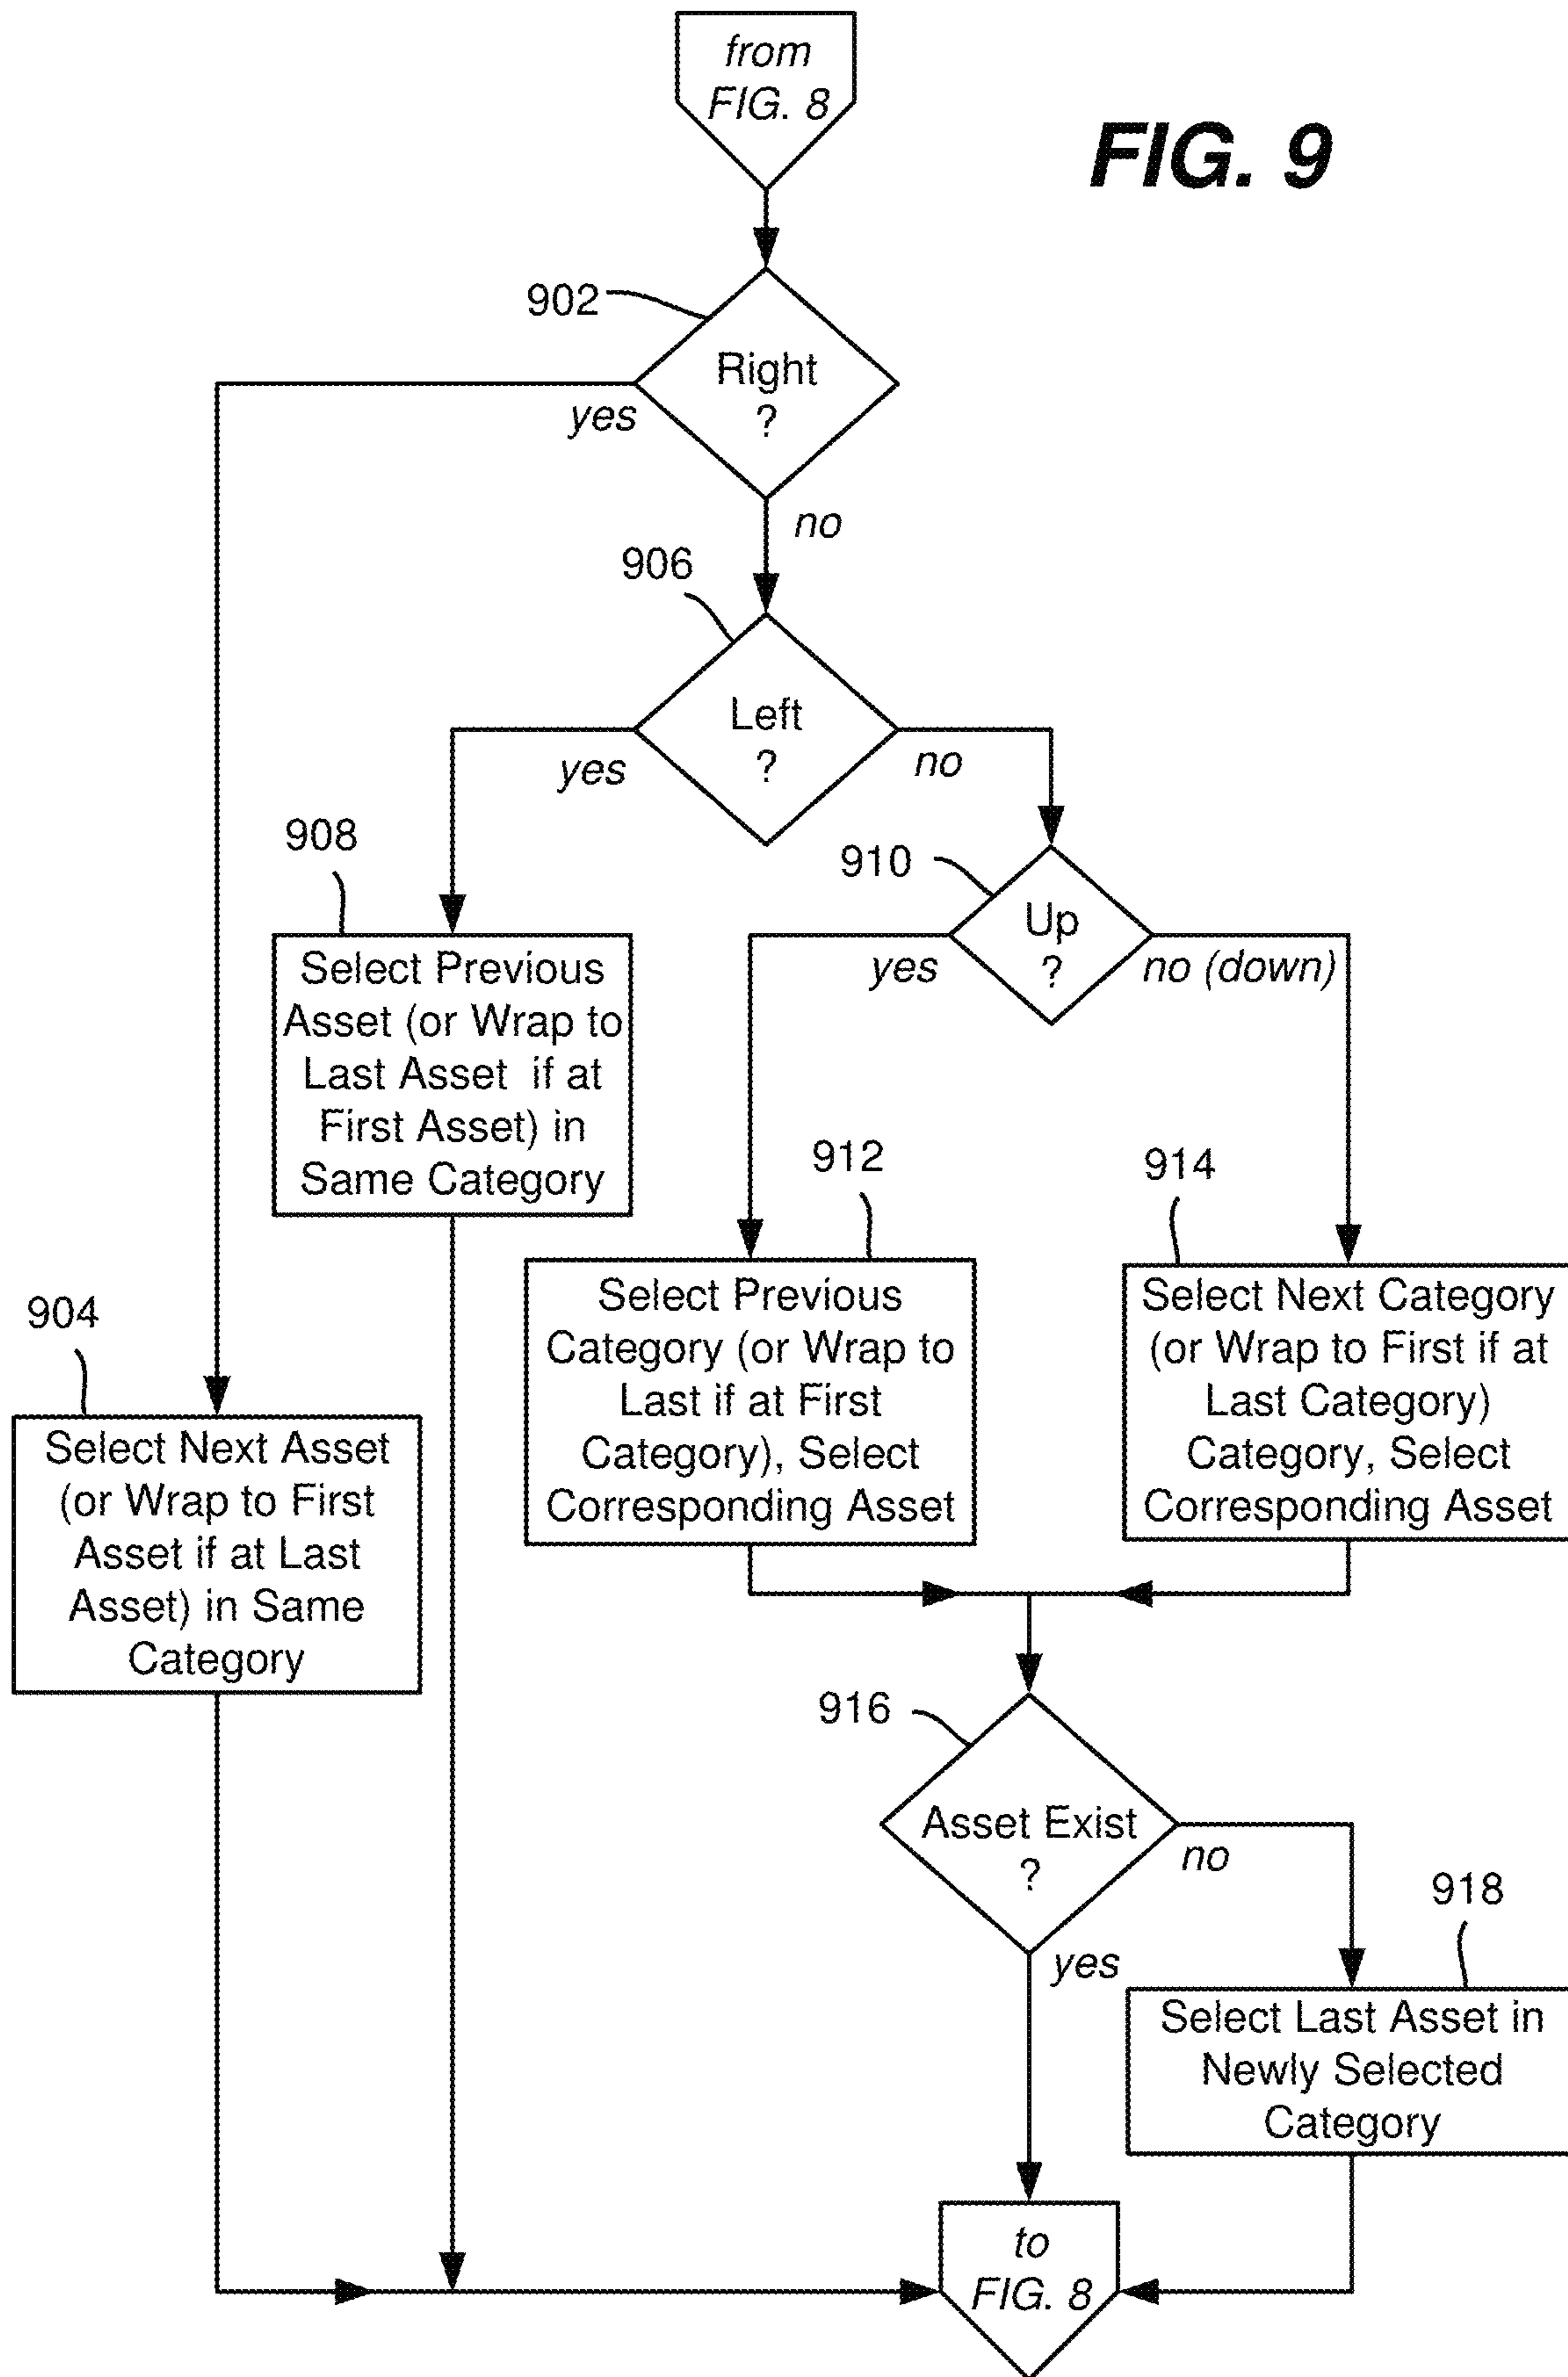 from
FIG. 8
FIG. 9
902
Right
?
yes
no
906
Left
?
yes
no
908
910
Up
?
yes
no (down)
Select Previous
Asset (or Wrap to
Last Asset if at
First Asset) in
Same Category
912
914
Select Previous
Category (or Wrap to
Last if at First
Category), Select
Corresponding Asset
Select Next Category
(or Wrap to First if at
Last Category)
Category, Select
Corresponding Asset
904
Select Next Asset
(or Wrap to First
Asset if at Last
Asset) in Same
Category
916
Asset Exist
?
no
yes
918
Select Last Asset in
Newly Selected
Category
to
FIG. 8